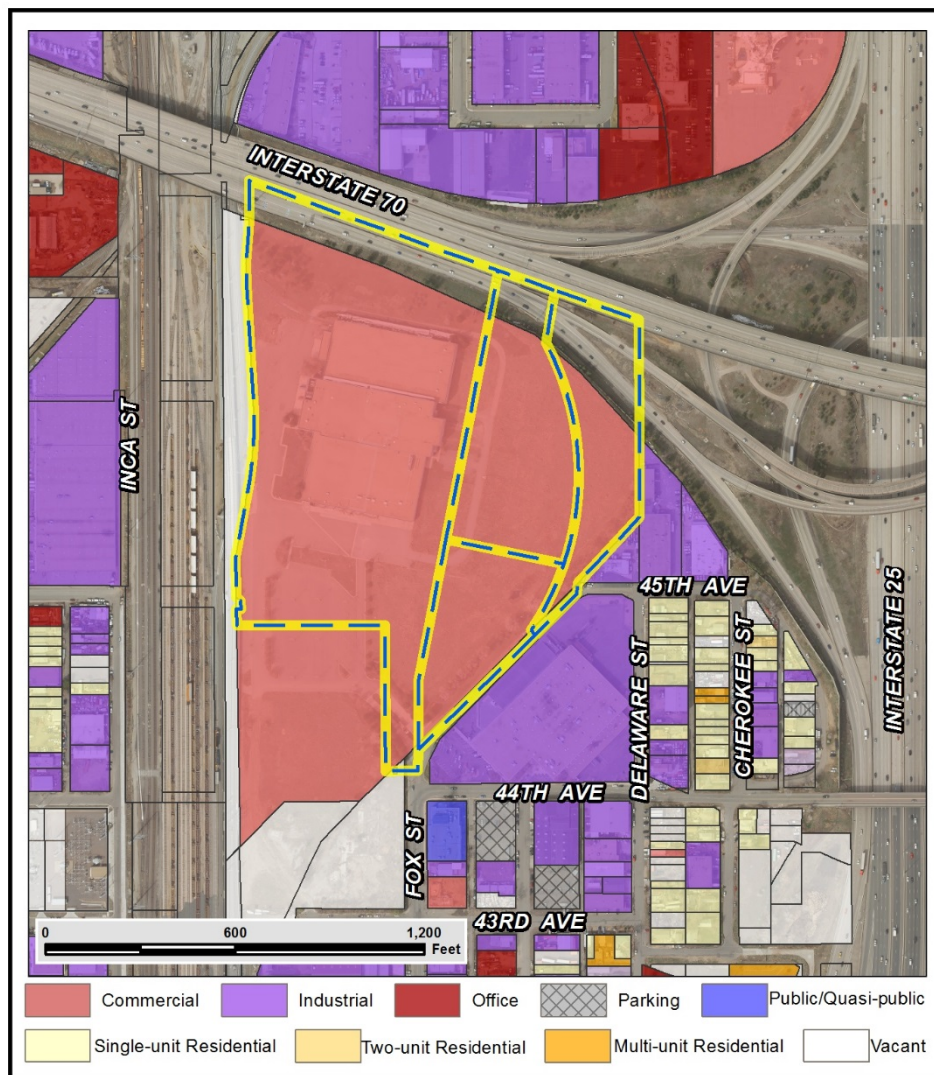 INTERSTATE 70
INCA ST
45TH AVE
DELAWARE ST
CHEROKEE ST
INTERSTATE 25
44TH AVE
FOX ST
43RD AVE
0 600 1,200
Feet
Commercial Industrial Office Parking Public/Quasi-public
Single-unit Residential Two-unit Residential Multi-unit Residential Vacant